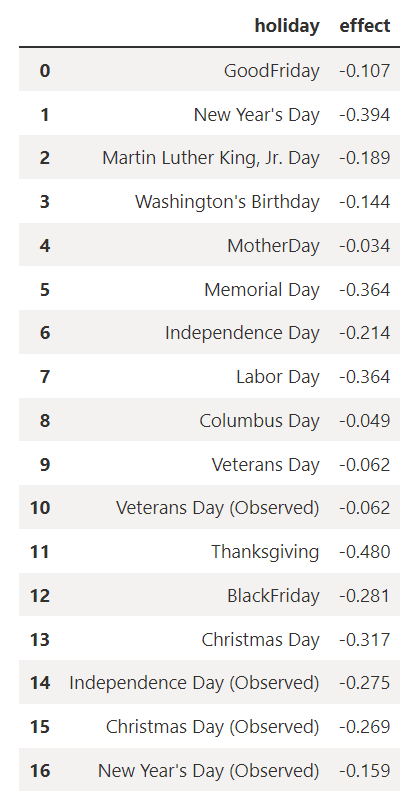 holiday effect
0 GoodFriday -0.107
1 New Year's Day -0.394
2 Martin Luther King, Jr. Day -0.189
3 Washington's Birthday -0.144
4 MotherDay -0.034
5 Memorial Day -0.364
6 Independence Day -0.214
7 Labor Day -0.364
8 Columbus Day -0.049
9 Veterans Day -0.062
10 Veterans Day (Observed) -0.062
11 Thanksgiving -0.480
12 BlackFriday -0.281
13 Christmas Day -0.317
14 Independence Day (Observed) -0.275
15 Christmas Day (Observed) -0.269
16 New Year's Day (Observed) -0.159